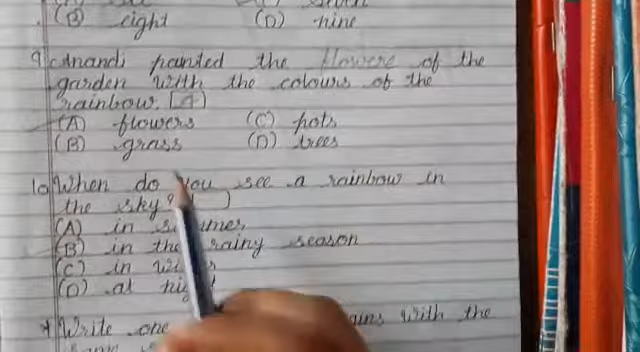 (B) eight (D) nine
9. Anandi painted the flowers of the
garden with the colours of the
rainbow. [A]
(A) flowers (C) pots
(B) grass (D) trees
10. When do you see a rainbow in
the sky? )
(A) in
(B) in the rainy season
(C) in
(D) at
* Write one with the